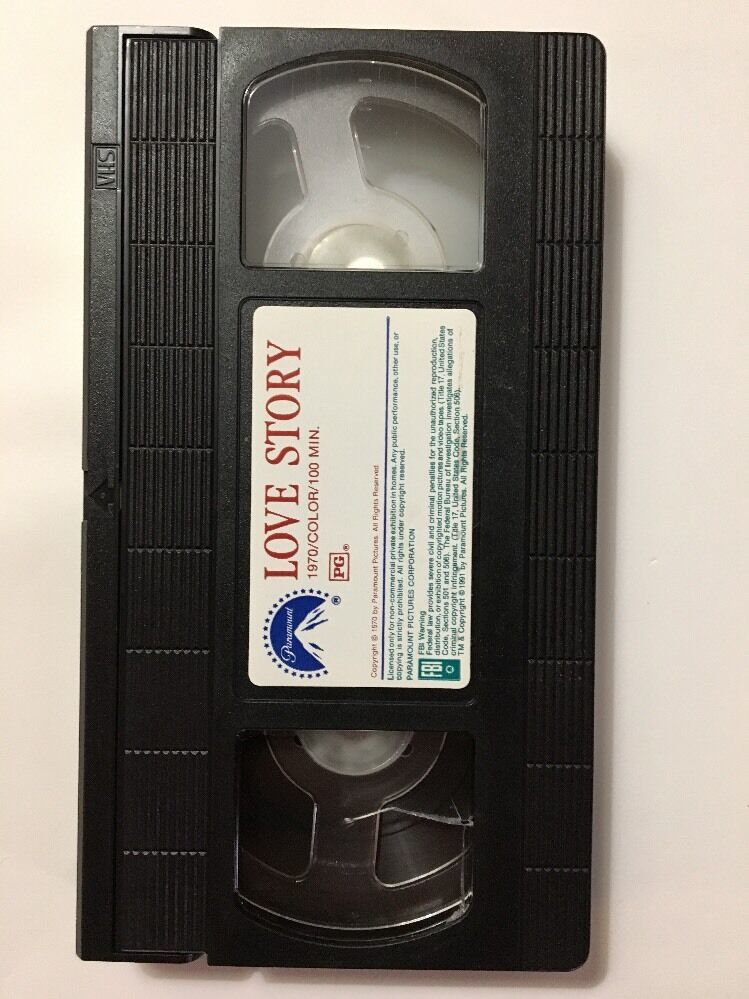 VHS
Paramount
®
LOVE STORY
1970/COLOR/100 MIN.
PG®
Copyright © 1970 by Paramount Pictures. All Rights Reserved
Licensed only for non-commercial private exhibition in homes. Any public performance, other use, or
copying is strictly prohibited. All rights under copyright reserved.
PARAMOUNT PICTURES CORPORATION
FBI
FBI Warning
Federal law provides severe civil and criminal penalties for the unauthorized reproduction,
distribution, or exhibition of copyrighted motion pictures and video tapes. (Title 17, United States
Code, Sections 501 and 506). The Federal Bureau of Investigation investigates allegations of
criminal copyright infringement. (Title 17, United States Code, Section 506).
TM & Copyright © 1991 by Paramount Pictures. All Rights Reserved.